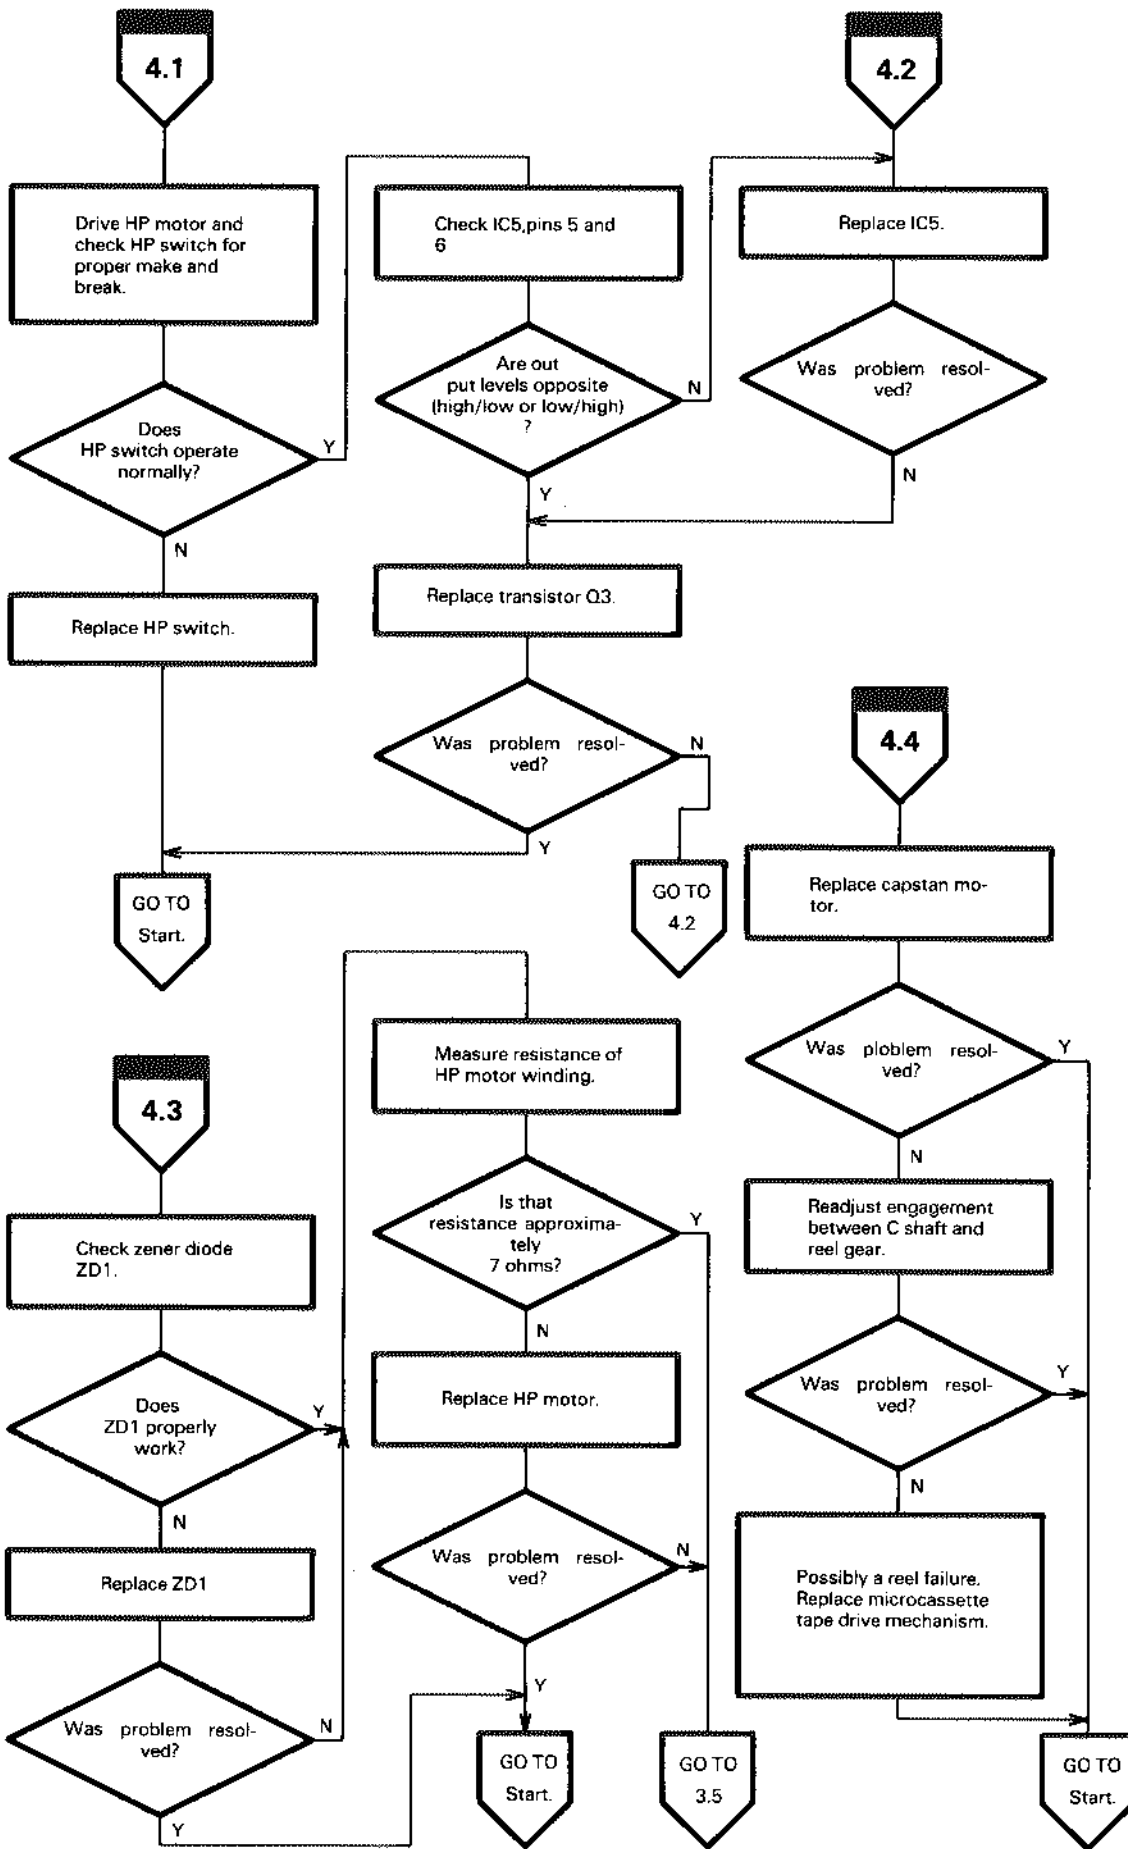 4.1
Drive HP motor and
check HP switch for
proper make and
break.
Does
HP switch operate
normally?
Y
N
Replace HP switch.
Check IC5,pins 5 and
6
Are out
put levels opposite
(high/low or low/high)
?
N
Y
4.2
Replace IC5.
Was problem resol-
ved?
N
Replace transistor Q3.
Was problem resol-
ved?
N
Y
GO TO
Start.
GO TO
4.2
4.3
Check zener diode
ZD1.
Does
ZD1 properly
work?
Y
N
Replace ZD1
Was problem resol-
ved?
N
Y
Measure resistance of
HP motor winding.
Is that
resistance approxima-
tely
7 ohms?
Y
N
Replace HP motor.
Was problem resol-
ved?
N
Y
GO TO
Start.
GO TO
3.5
4.4
Replace capstan mo-
tor.
Was ploblem resol-
ved?
Y
N
Readjust engagement
between C shaft and
reel gear.
Was problem resol-
ved?
Y
N
Possibly a reel failure.
Replace microcassette
tape drive mechanism.
GO TO
Start.